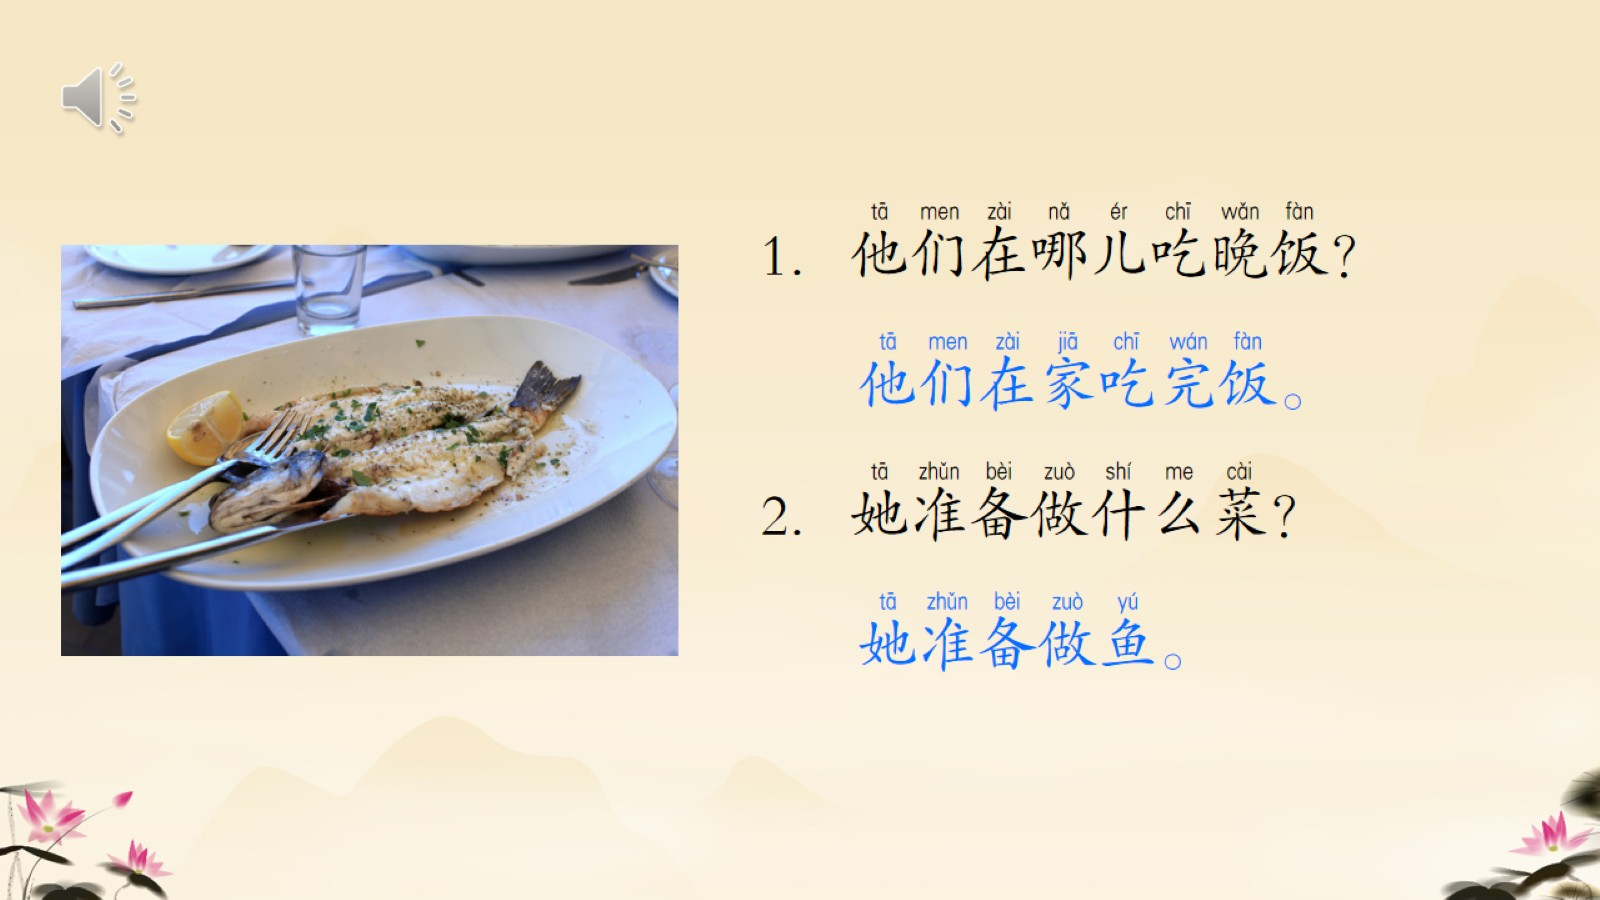 tā men zài nǎ ér chī wǎn fàn
1. 他们在哪儿吃晚饭?
tā men zài jiā chī wán fàn
他们在家吃完饭。
tā zhǔn bèi zuò shí me cài
2. 她准备做什么菜?
tā zhǔn bèi zuò yú
她准备做鱼。